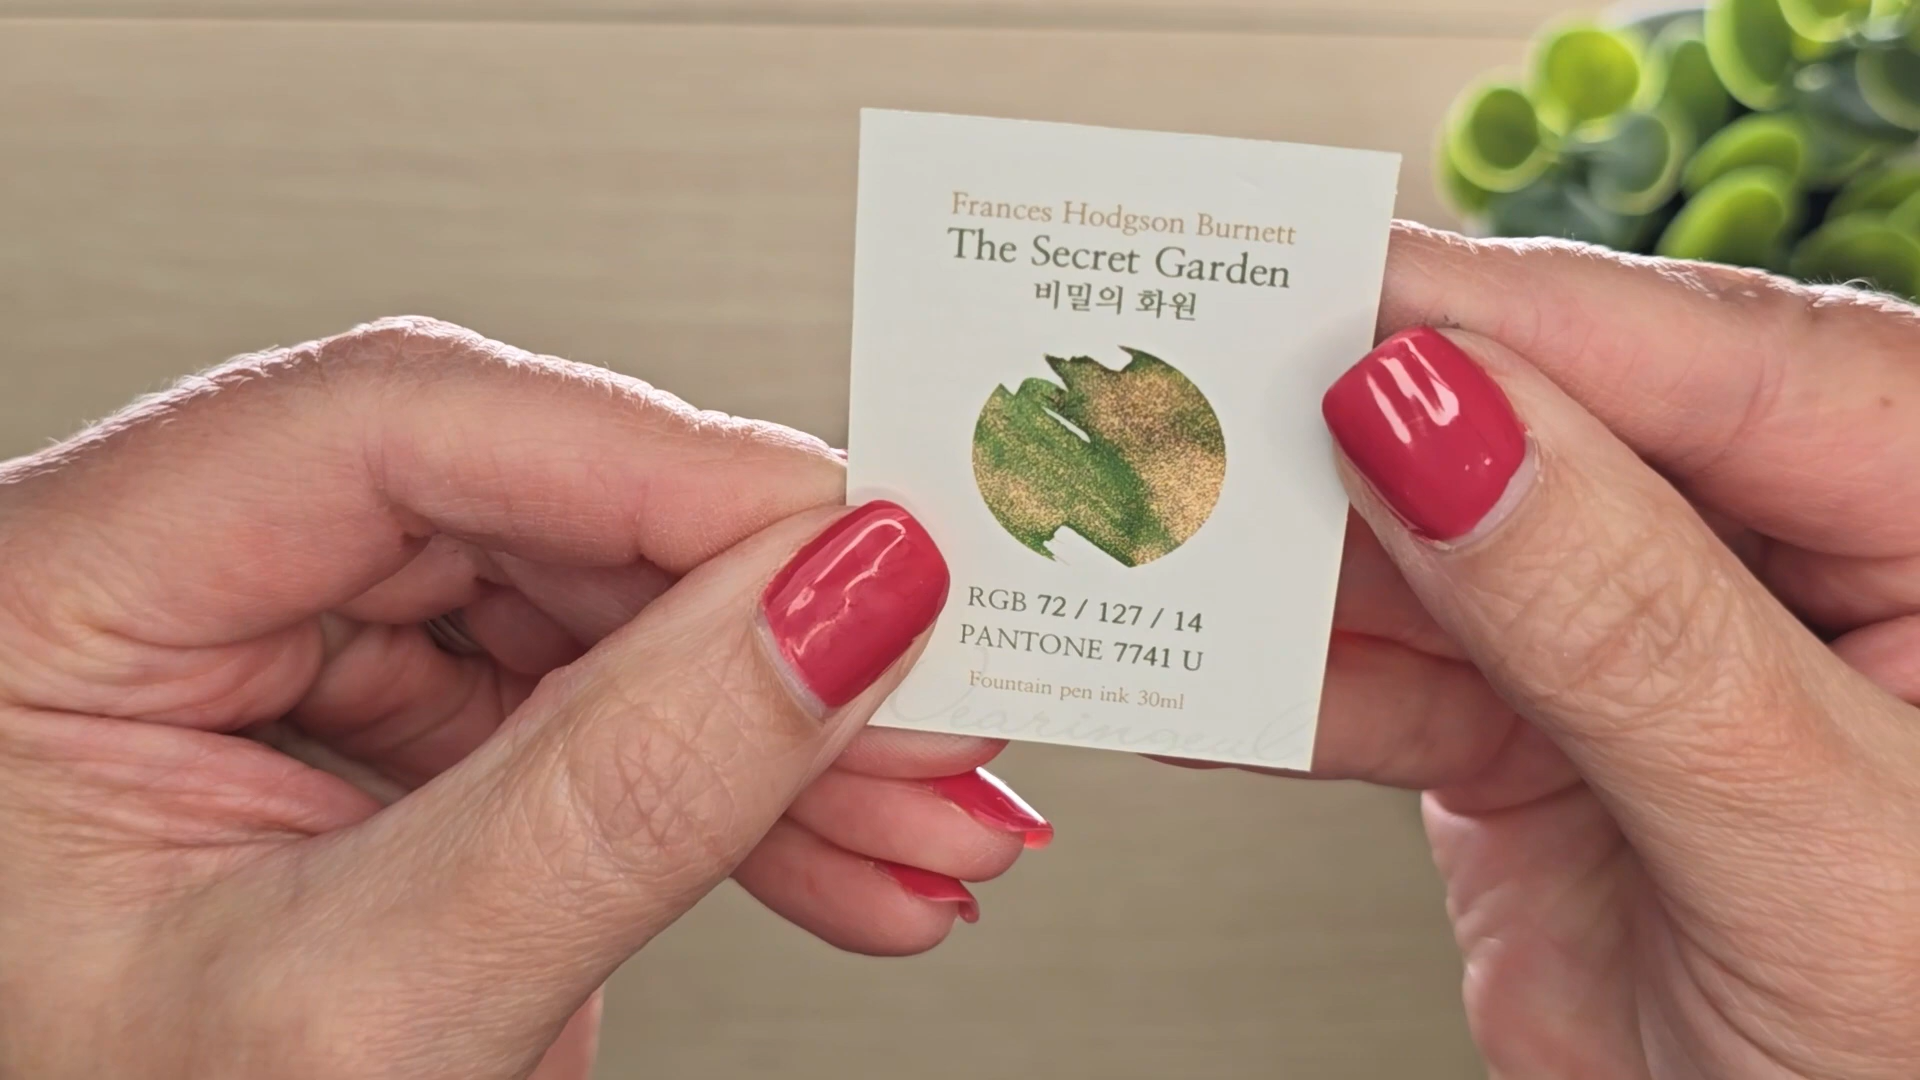 Frances Hodgson Burnett
The Secret Garden
비밀의 화원
RGB 72 / 127 / 14
PANTONE 7741 U
Fountain pen ink 30ml
Wearingeul